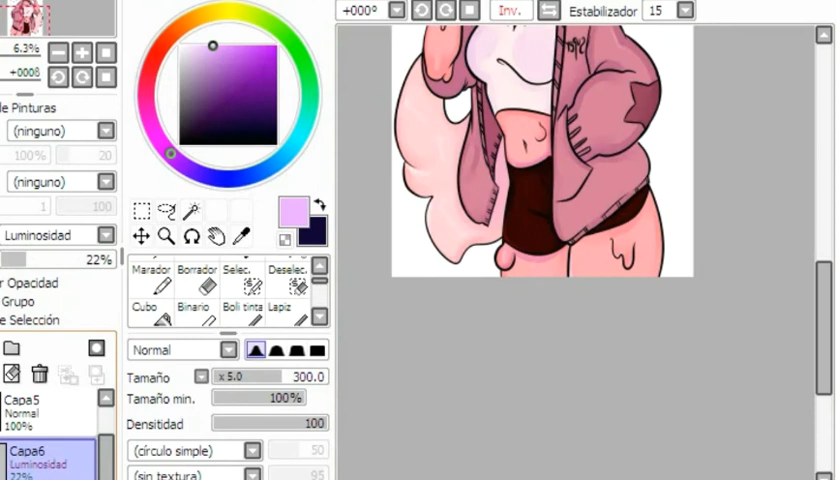 +000º Inv. Estabilizador 15
6.3%
+000º
de Pinturas
(ninguno)
100% 20
(ninguno)
1 100
Luminosidad
22%
r Opacidad
Grupo
e Selección
Marador Borrador Selec. Deselec.
Cubo Binario Boli tinta Lapiz
Normal
Tamaño x 5.0 300.0
Tamaño min. 100%
Densidad 100
(círculo simple) 50
(sin textura) 95
Capa5
Normal
100%
Capa6
Luminosidad
22%